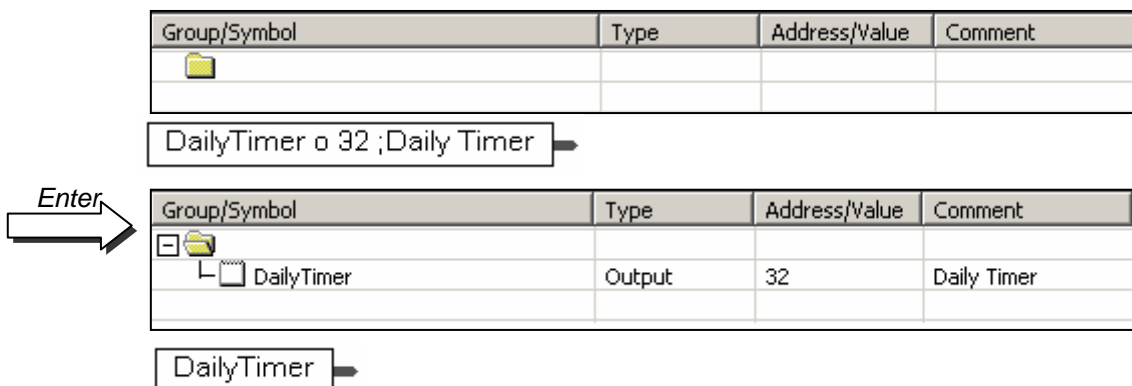 Group/Symbol Type Address/Value Comment
DailyTimer o 32 ;Daily Timer
Enter
Group/Symbol Type Address/Value Comment
DailyTimer Output 32 Daily Timer
DailyTimer